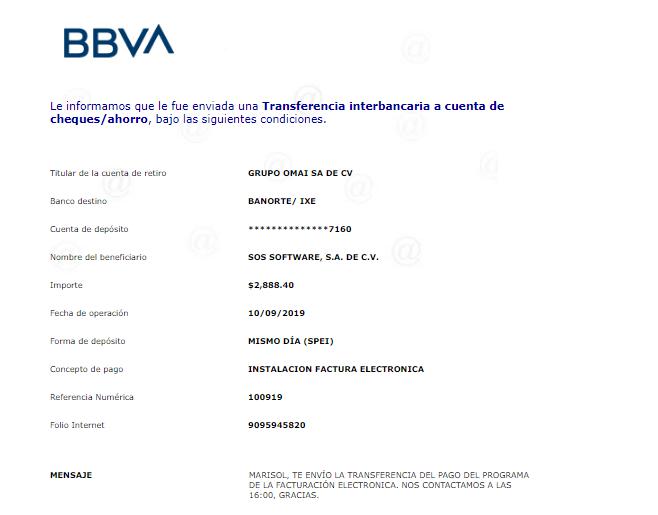 BBVA
Le informamos que le fue enviada una Transferencia interbancaria a cuenta de
cheques/ahorro, bajo las siguientes condiciones.
Titular de la cuenta de retiro GRUPO OMAI SA DE CV
Banco destino BANORTE/ IXE
Cuenta de depósito **************7160
Nombre del beneficiario SOS SOFTWARE, S.A. DE C.V.
Importe $2,888.40
Fecha de operación 10/09/2019
Forma de depósito MISMO DÍA (SPEI)
Concepto de pago INSTALACION FACTURA ELECTRONICA
Referencia Numérica 100919
Folio Internet 9095945820
MENSAJE MARISOL, TE ENVÍO LA TRANSFERENCIA DEL PAGO DEL PROGRAMA
DE LA FACTURACIÓN ELECTRONICA. NOS CONTACTAMOS A LAS
16:00, GRACIAS.